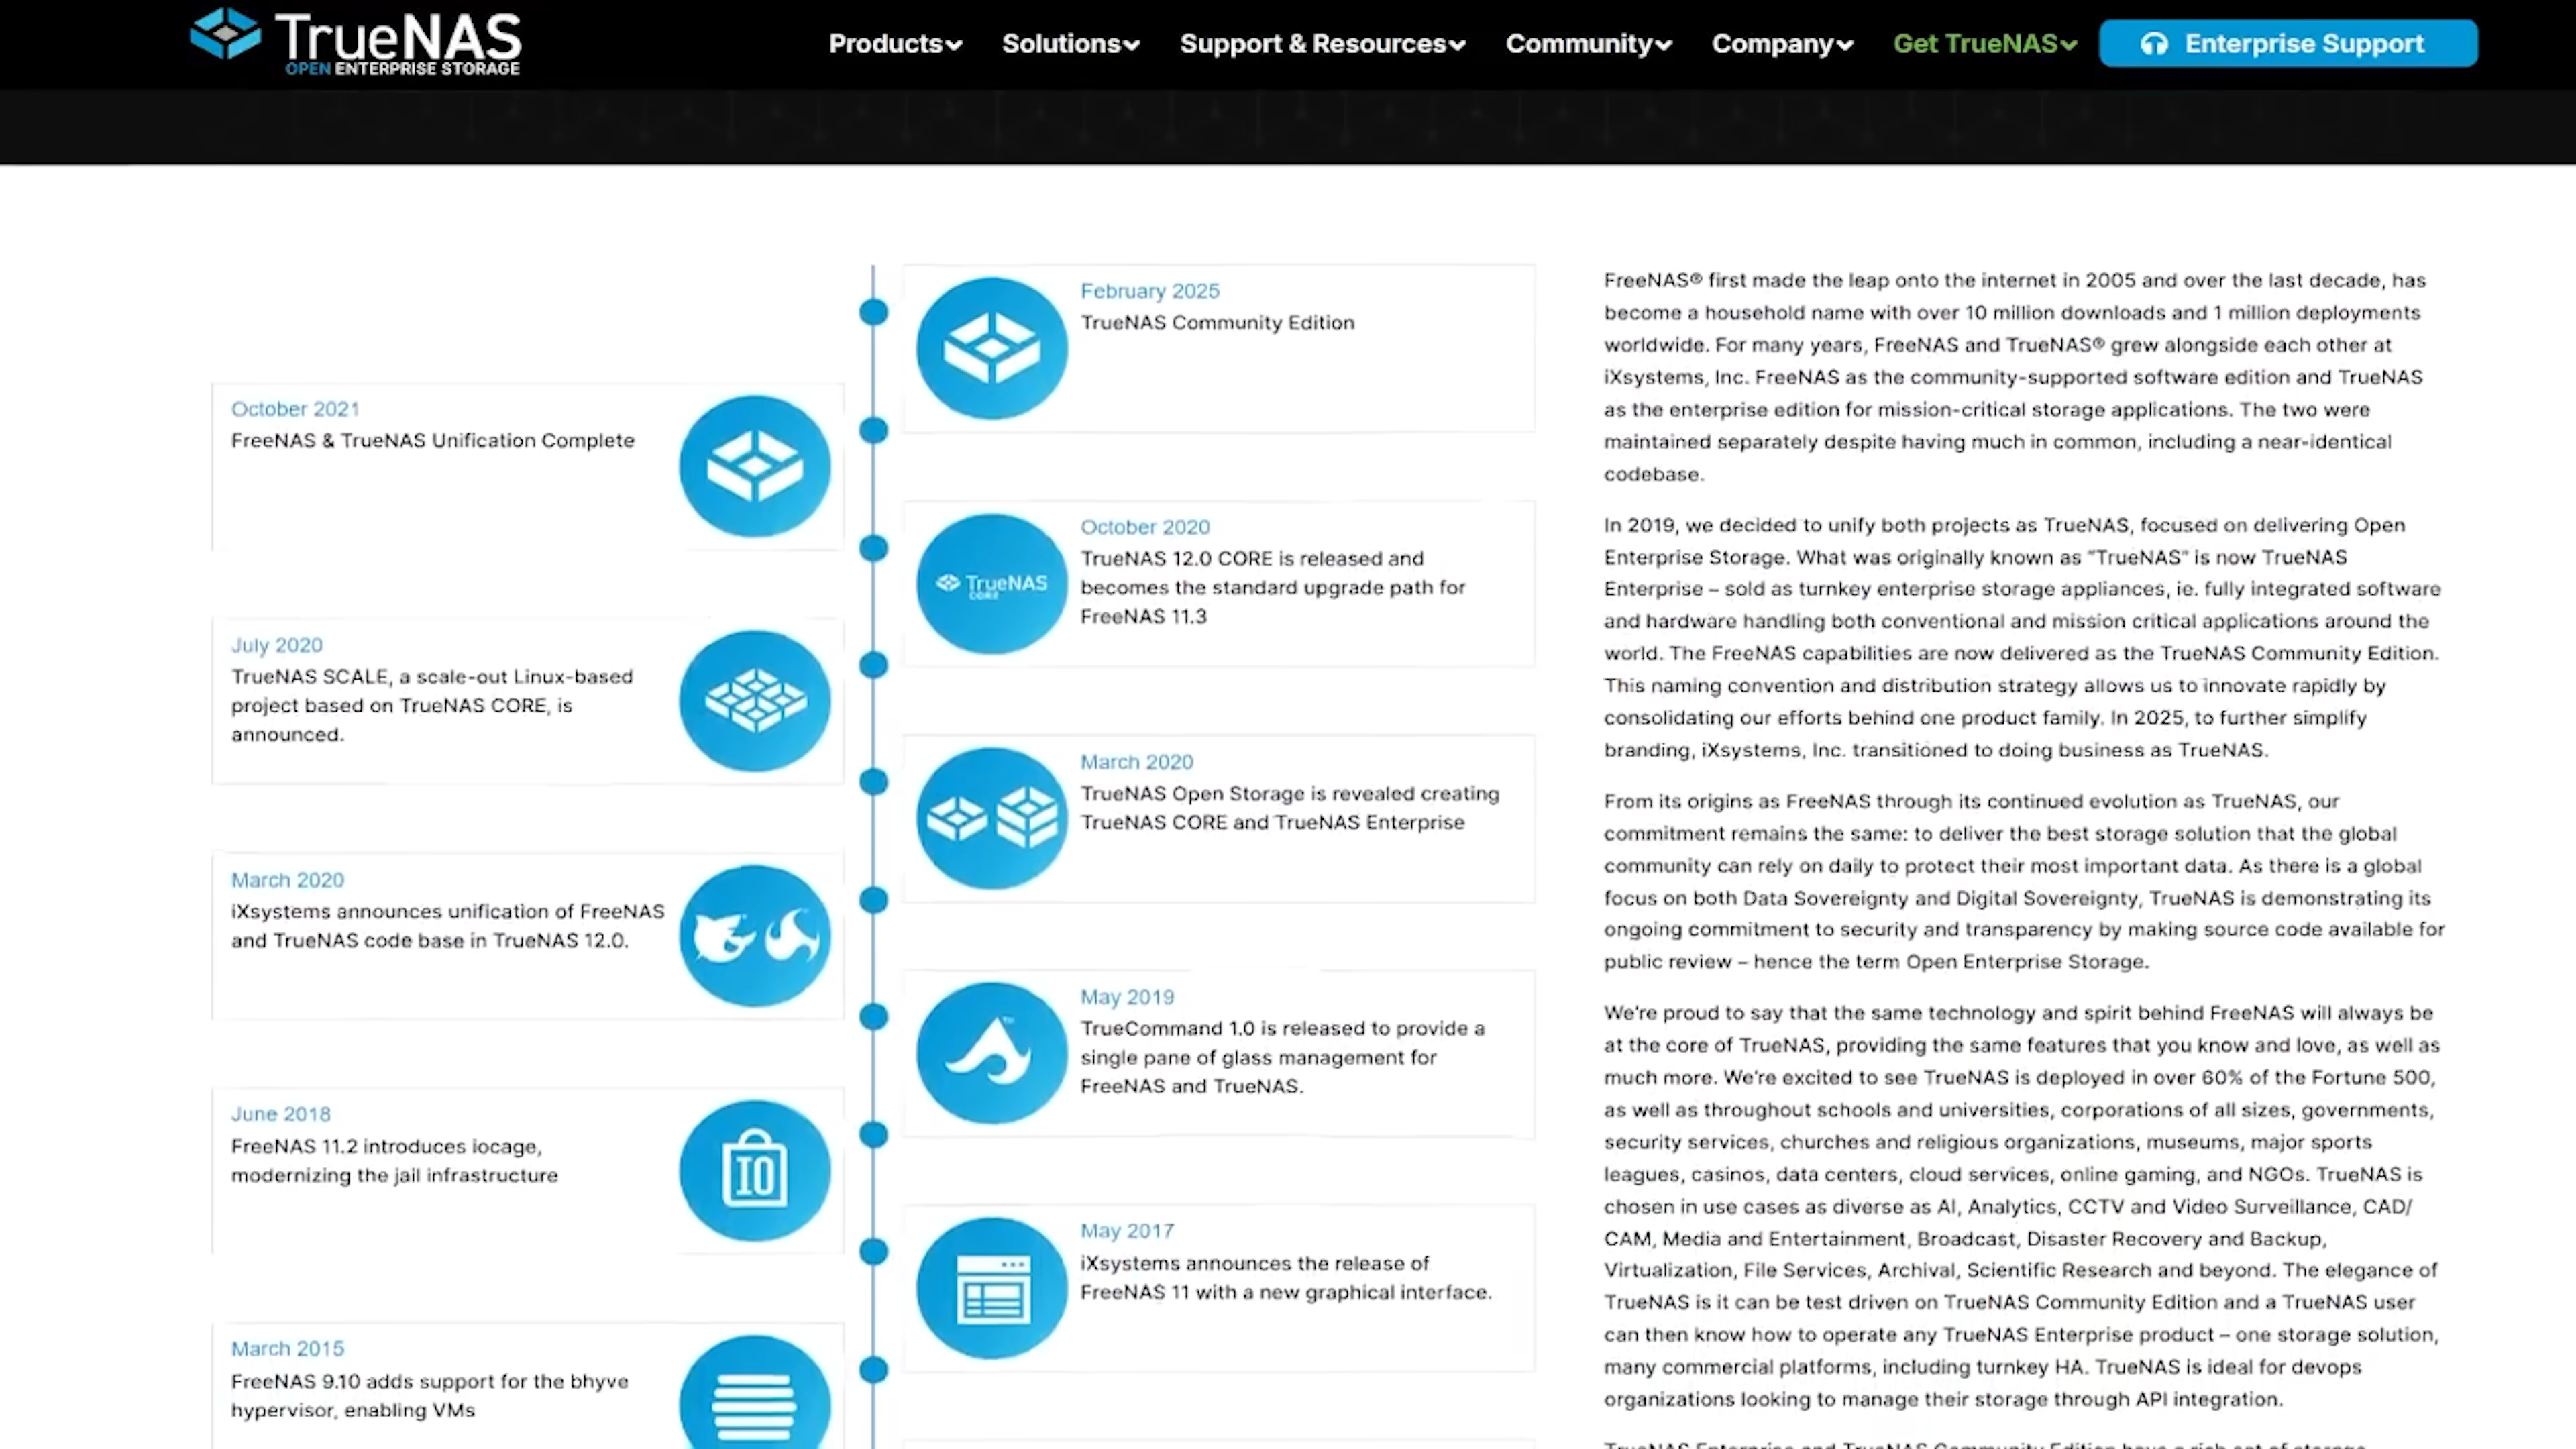 TrueNAS
OPEN ENTERPRISE STORAGE
Products
Solutions
Support & Resources
Community
Company
Get TrueNAS
Enterprise Support
February 2025
TrueNAS Community Edition
October 2021
FreeNAS & TrueNAS Unification Complete
October 2020
TrueNAS 12.0 CORE is released and
becomes the standard upgrade path for
FreeNAS 11.3
TrueNAS
CORE
July 2020
TrueNAS SCALE, a scale-out Linux-based
project based on TrueNAS CORE, is
announced.
March 2020
TrueNAS Open Storage is revealed creating
TrueNAS CORE and TrueNAS Enterprise
March 2020
iXsystems announces unification of FreeNAS
and TrueNAS code base in TrueNAS 12.0.
May 2019
TrueCommand 1.0 is released to provide a
single pane of glass management for
FreeNAS and TrueNAS.
June 2018
FreeNAS 11.2 introduces iocage,
modernizing the jail infrastructure
IO
May 2017
iXsystems announces the release of
FreeNAS 11 with a new graphical interface.
March 2015
FreeNAS 9.10 adds support for the bhyve
hypervisor, enabling VMs
FreeNAS® first made the leap onto the internet in 2005 and over the last decade, has
become a household name with over 10 million downloads and 1 million deployments
worldwide. For many years, FreeNAS and TrueNAS® grew alongside each other at
iXsystems, Inc. FreeNAS as the community-supported software edition and TrueNAS
as the enterprise edition for mission-critical storage applications. The two were
maintained separately despite having much in common, including a near-identical
codebase.
In 2019, we decided to unify both projects as TrueNAS, focused on delivering Open
Enterprise Storage. What was originally known as "TrueNAS" is now TrueNAS
Enterprise – sold as turnkey enterprise storage appliances, ie. fully integrated software
and hardware handling both conventional and mission critical applications around the
world. The FreeNAS capabilities are now delivered as the TrueNAS Community Edition.
This naming convention and distribution strategy allows us to innovate rapidly by
consolidating our efforts behind one product family. In 2025, to further simplify
branding, iXsystems, Inc. transitioned to doing business as TrueNAS.
From its origins as FreeNAS through its continued evolution as TrueNAS, our
commitment remains the same: to deliver the best storage solution that the global
community can rely on daily to protect their most important data. As there is a global
focus on both Data Sovereignty and Digital Sovereignty, TrueNAS is demonstrating its
ongoing commitment to security and transparency by making source code available for
public review – hence the term Open Enterprise Storage.
We're proud to say that the same technology and spirit behind FreeNAS will always be
at the core of TrueNAS, providing the same features that you know and love, as well as
much more. We're excited to see TrueNAS is deployed in over 60% of the Fortune 500,
as well as throughout schools and universities, corporations of all sizes, governments,
security services, churches and religious organizations, museums, major sports
leagues, casinos, data centers, cloud services, online gaming, and NGOs. TrueNAS is
chosen in use cases as diverse as AI, Analytics, CCTV and Video Surveillance, CAD/
CAM, Media and Entertainment, Broadcast, Disaster Recovery and Backup,
Virtualization, File Services, Archival, Scientific Research and beyond. The elegance of
TrueNAS is it can be test driven on TrueNAS Community Edition and a TrueNAS user
can then know how to operate any TrueNAS Enterprise product – one storage solution,
many commercial platforms, including turnkey HA. TrueNAS is ideal for devops
organizations looking to manage their storage through API integration.